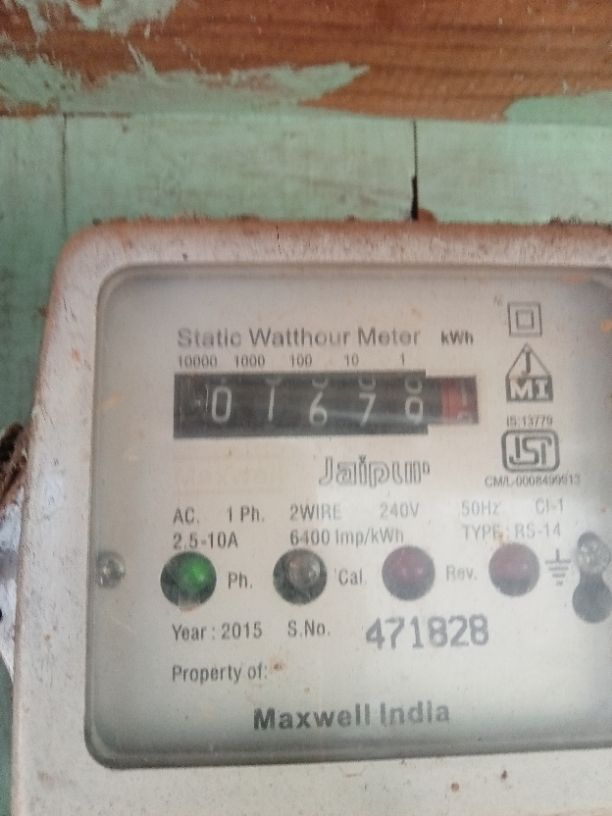 Static Watthour Meter kWh
10000 1000 100 10 1
0 1 6 7
Jaipur
J
MI
IS:13779
ISI
AC. 1 Ph. 2WIRE 240V 50Hz Cl-1
2.5-10A 6400 Imp/kWh TYPE: RS-14
Ph. Cal. Rev.
Year : 2015 S.No. 471828
Property of:
Maxwell India